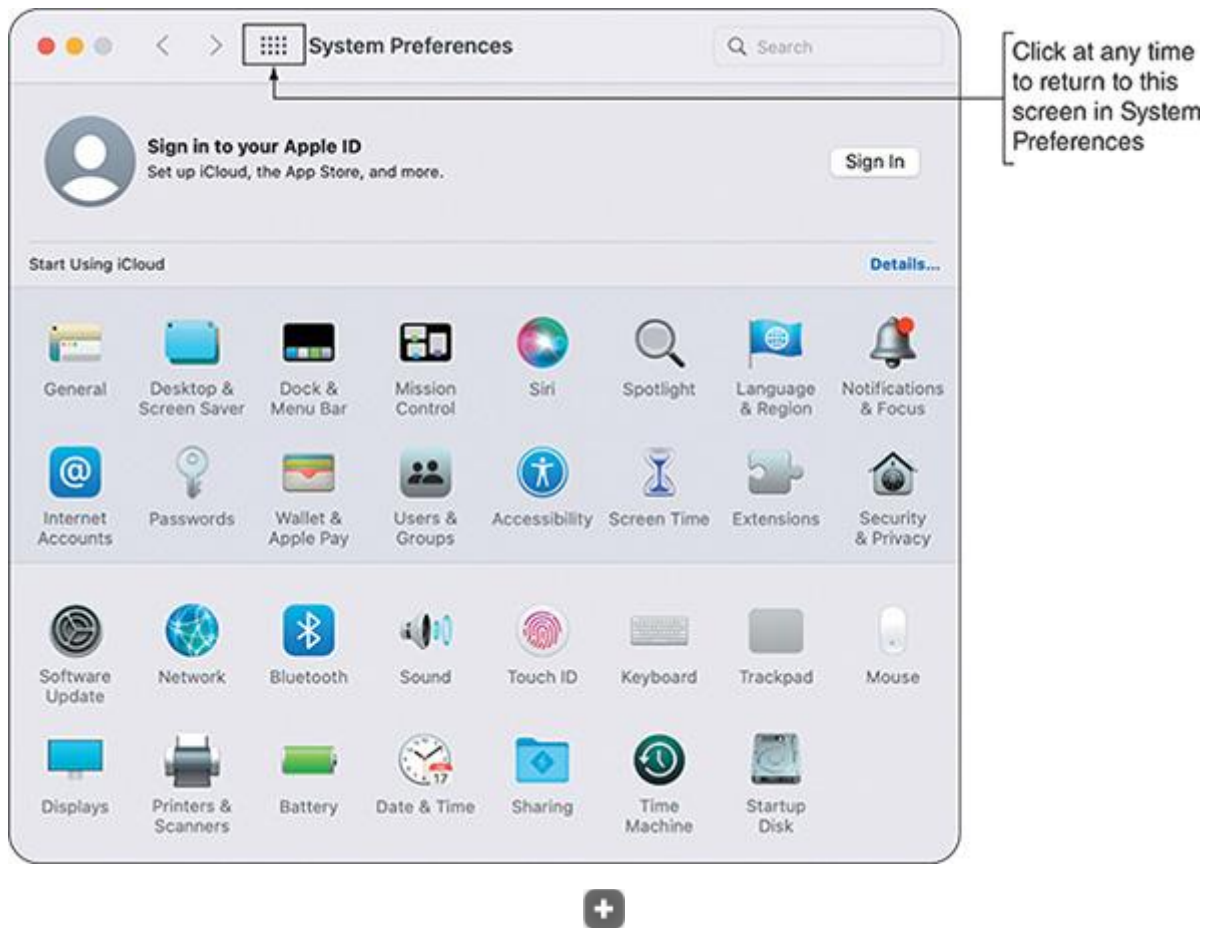 System Preferences
Search
Click at any time
to return to this
screen in System
Preferences
Sign in to your Apple ID
Set up iCloud, the App Store, and more.
Sign In
Start Using iCloud
Details...
General
Desktop &
Screen Saver
Dock &
Menu Bar
Mission
Control
Siri
Spotlight
Language
& Region
Notifications
& Focus
Internet
Accounts
Passwords
Wallet &
Apple Pay
Users &
Groups
Accessibility
Screen Time
Extensions
Security
& Privacy
Software
Update
Network
Bluetooth
Sound
Touch ID
Keyboard
Trackpad
Mouse
Displays
Printers &
Scanners
Battery
17
Date & Time
Sharing
Time
Machine
Startup
Disk